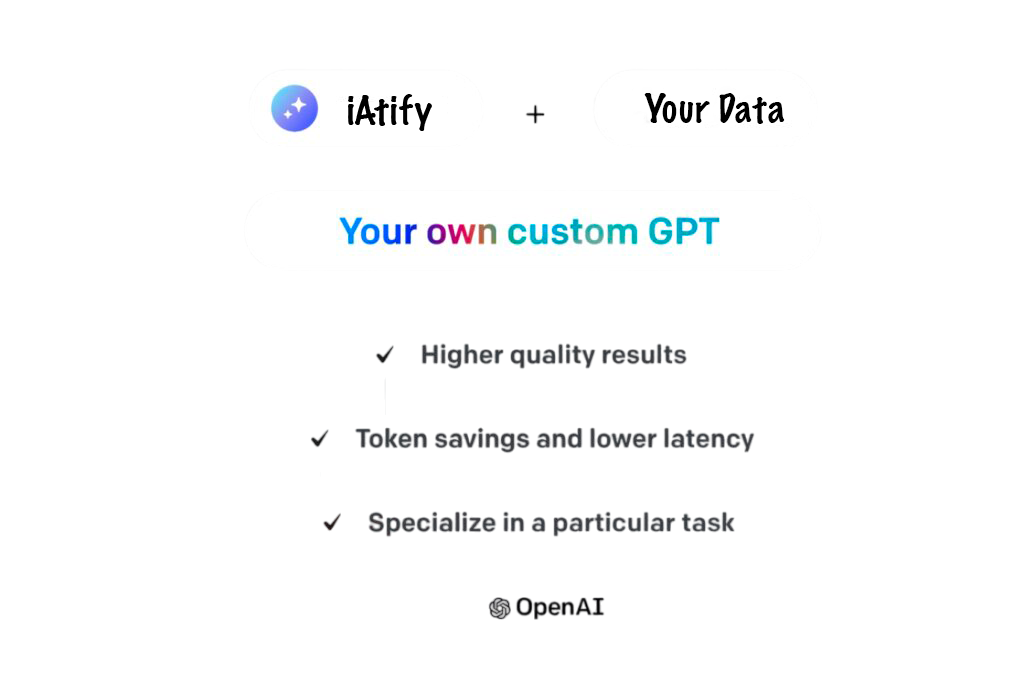 iAtify + Your Data
Your own custom GPT
✓ Higher quality results
✓ Token savings and lower latency
✓ Specialize in a particular task
OpenAI